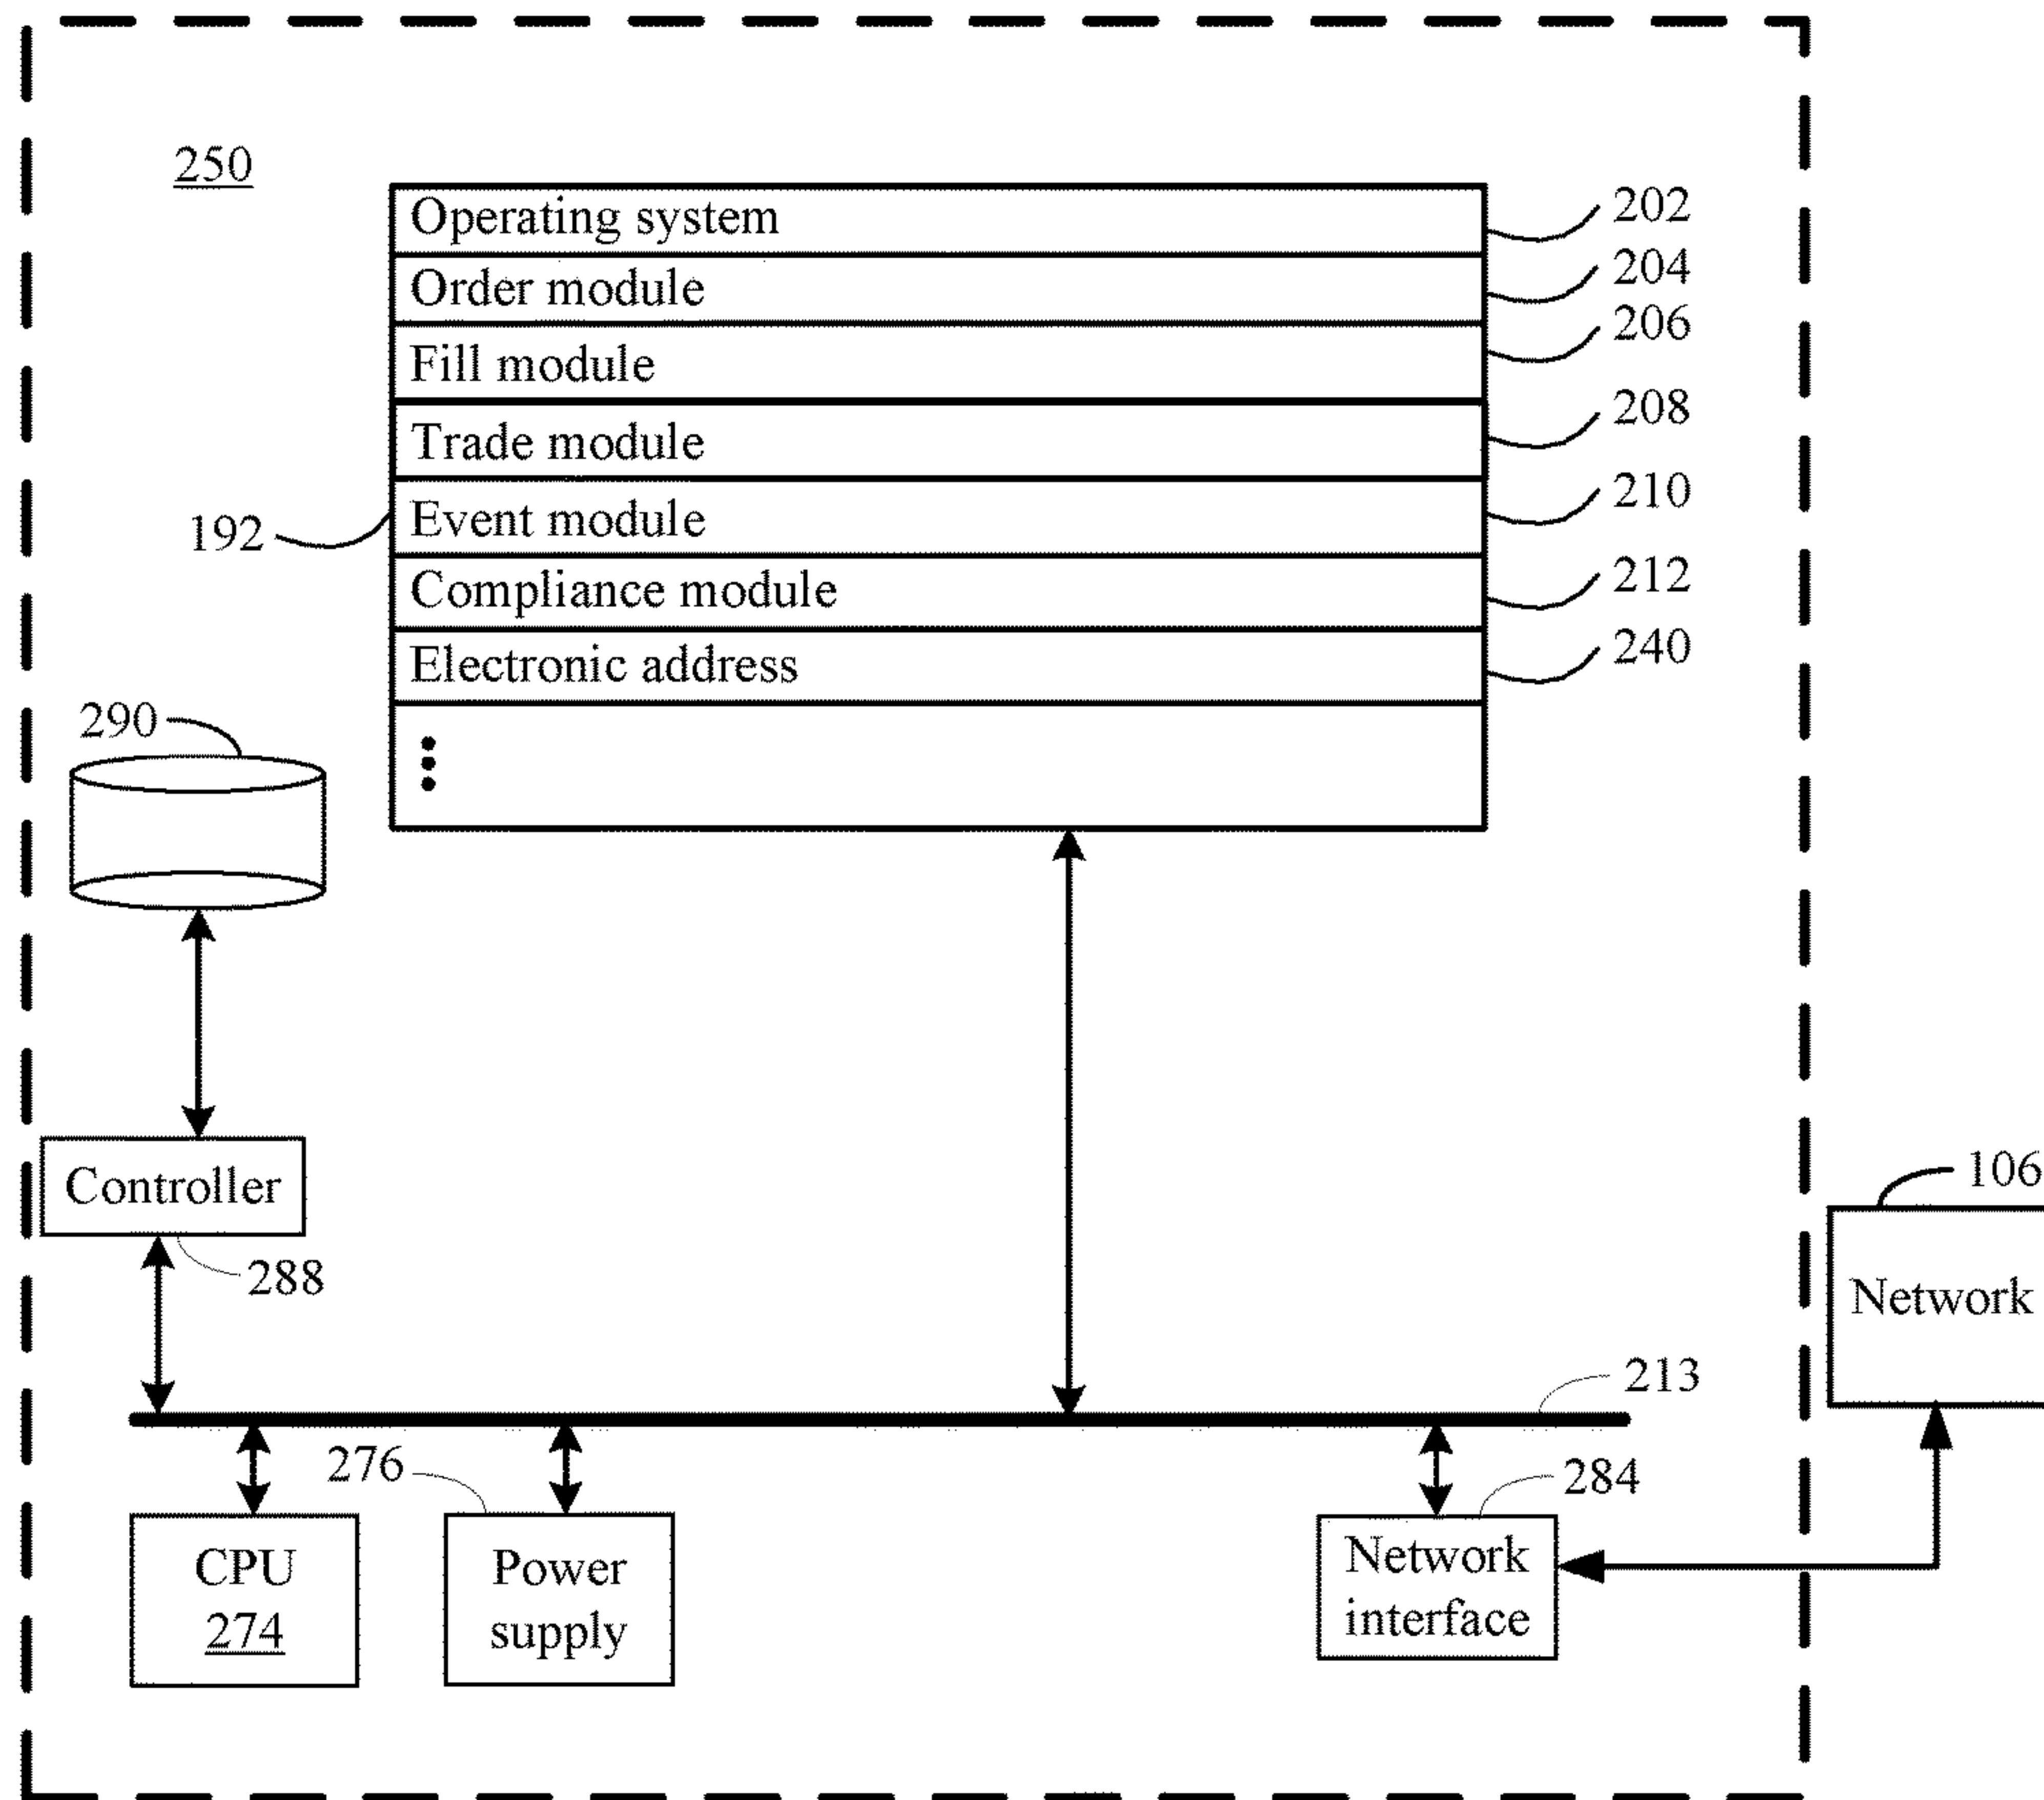 250
Operating system
202
Order module
204
Fill module
206
Trade module
208
Event module
210
192
Compliance module
212
Electronic address
240
290
Controller
288
106
Network
213
276
284
CPU
274
Power
supply
Network
interface